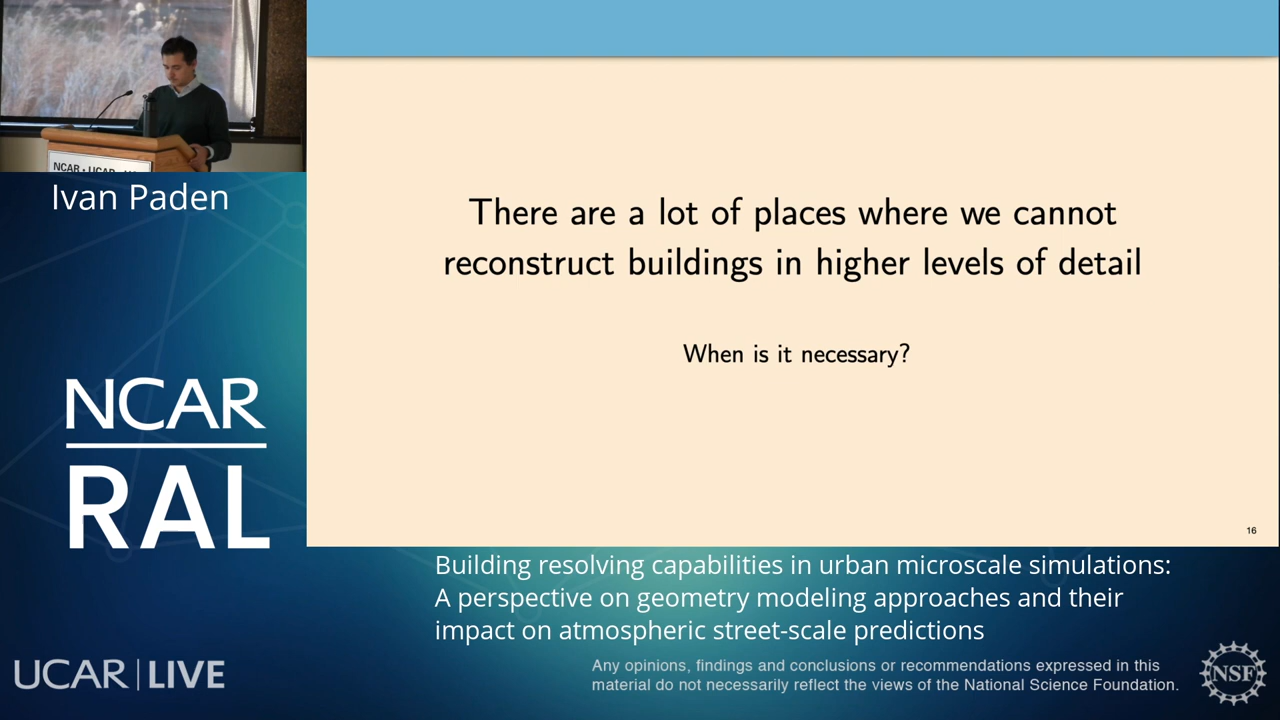 NCAR · UCAR
Ivan Paden
NCAR
RAL
UCAR | LIVE
There are a lot of places where we cannot
reconstruct buildings in higher levels of detail
When is it necessary?
16
Building resolving capabilities in urban microscale simulations:
A perspective on geometry modeling approaches and their
impact on atmospheric street-scale predictions
Any opinions, findings and conclusions or recommendations expressed in this
material do not necessarily reflect the views of the National Science Foundation.
NSF